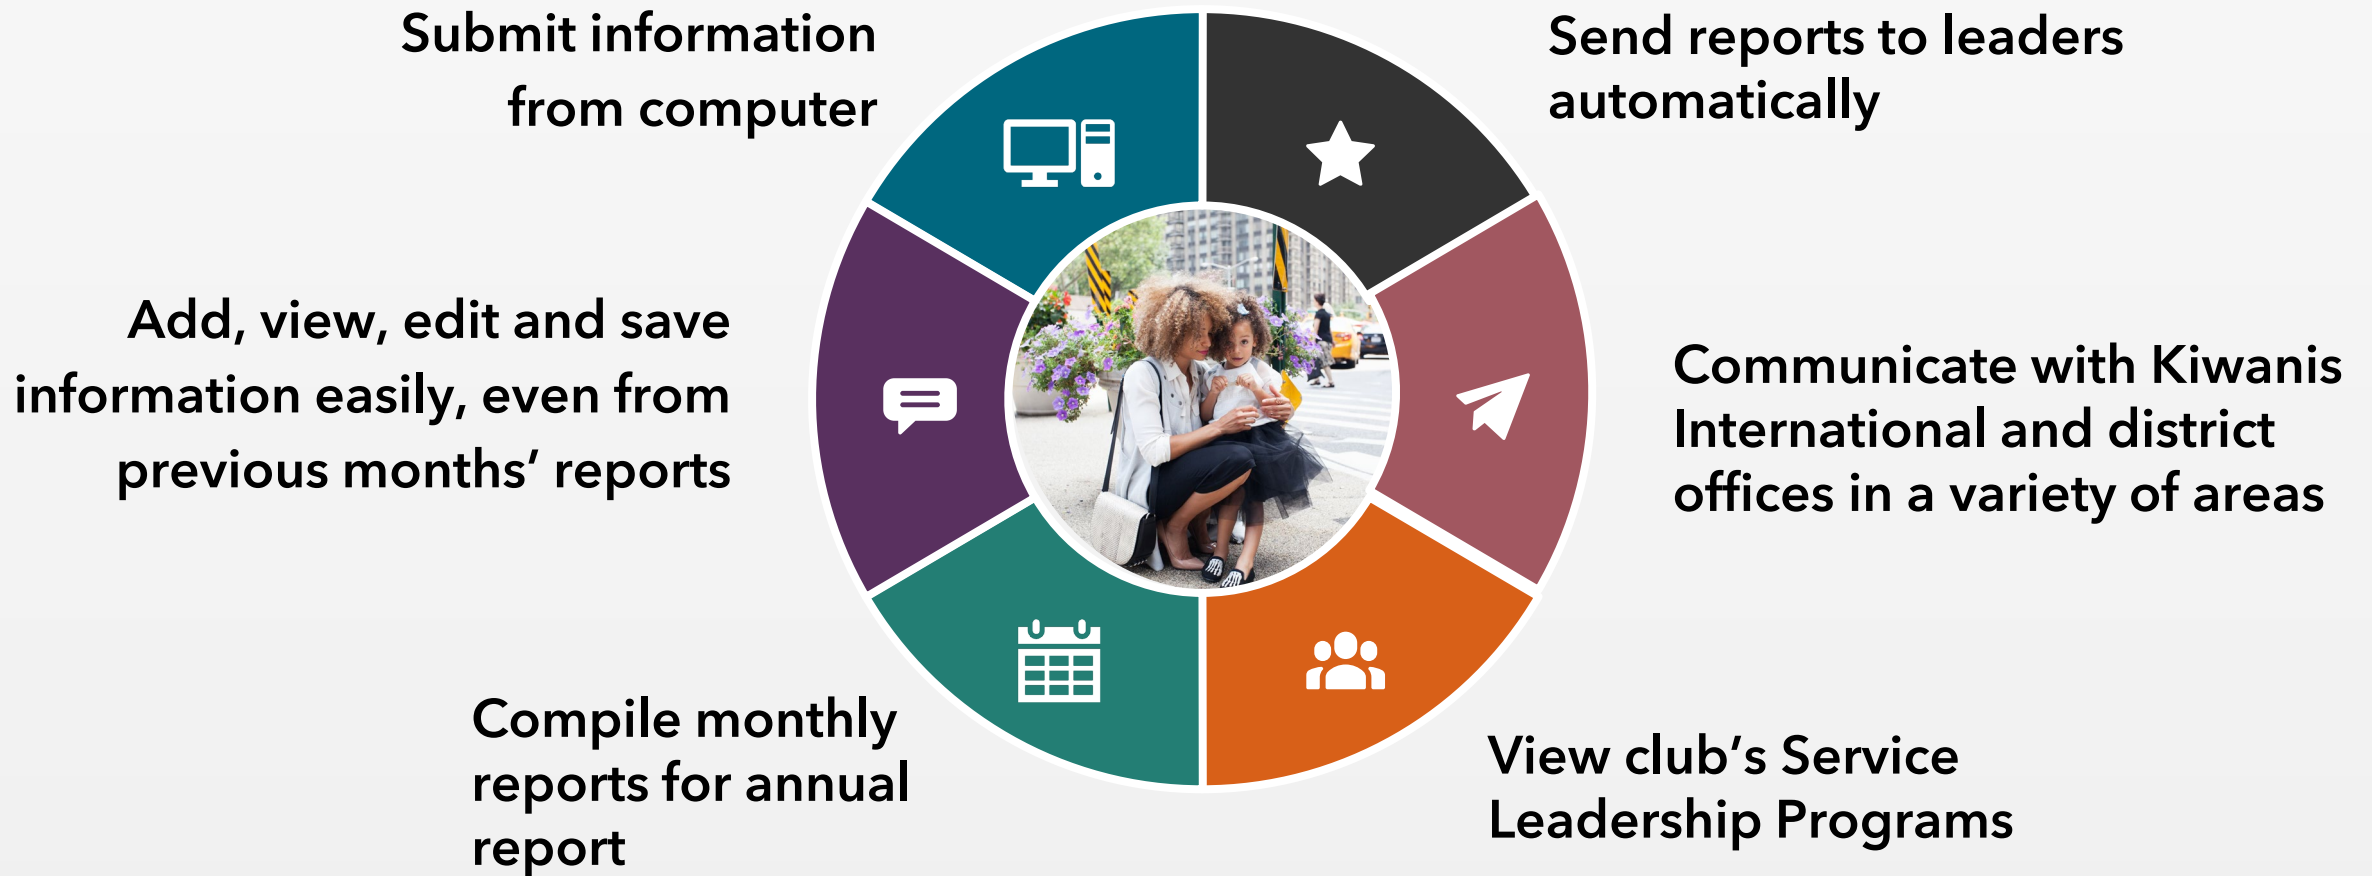 Submit information
from computer
Send reports to leaders
automatically
Add, view, edit and save
information easily, even from
previous months’ reports
Communicate with Kiwanis
International and district
offices in a variety of areas
Compile monthly
reports for annual
report
View club’s Service
Leadership Programs